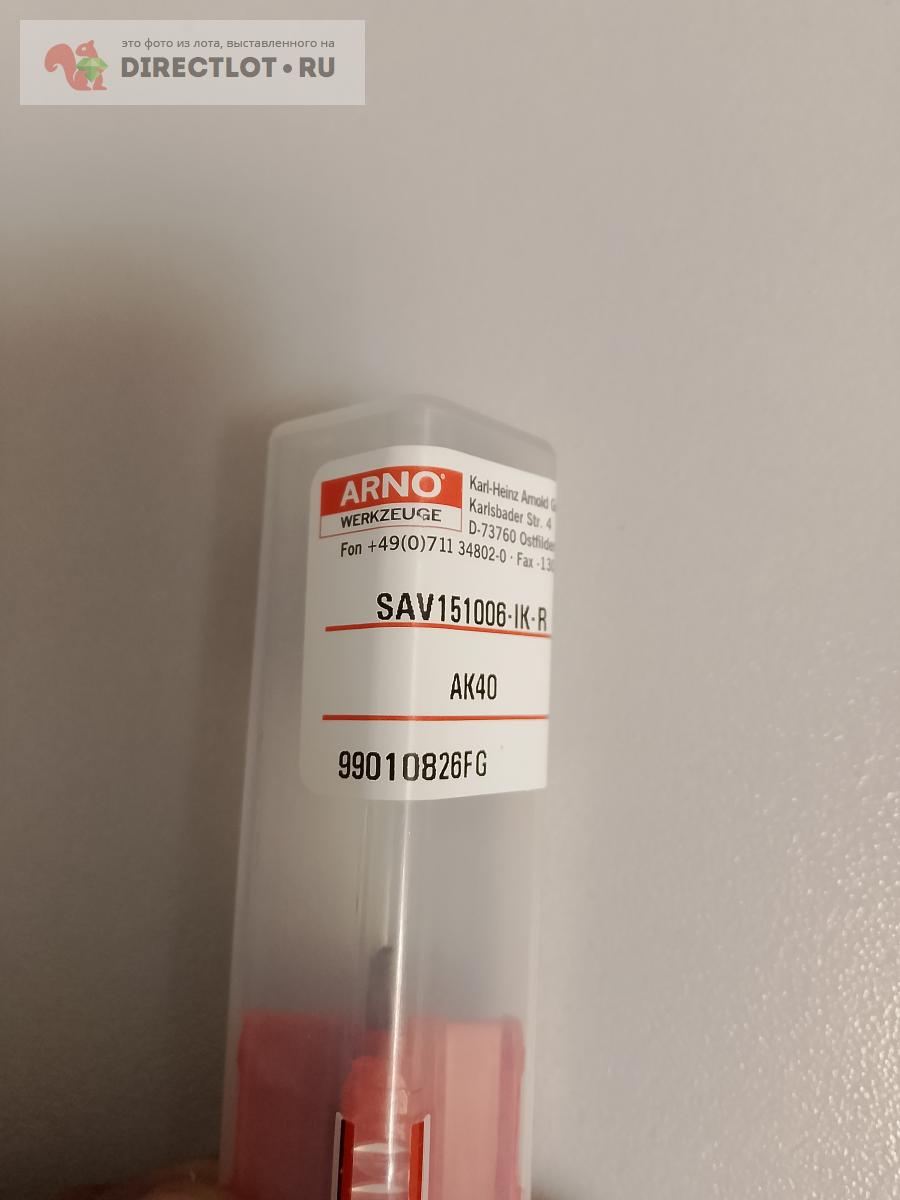 это фото из лота, выставленного на
DIRECTLOT•RU
ARNO
WERKZEUGE
Karl-Heinz Arnold
Karlsbader Str. 4
D-73760
Fon +49(0)711 34802-0 · Fax
SAV151006-IK-R
AK40
99010826FG